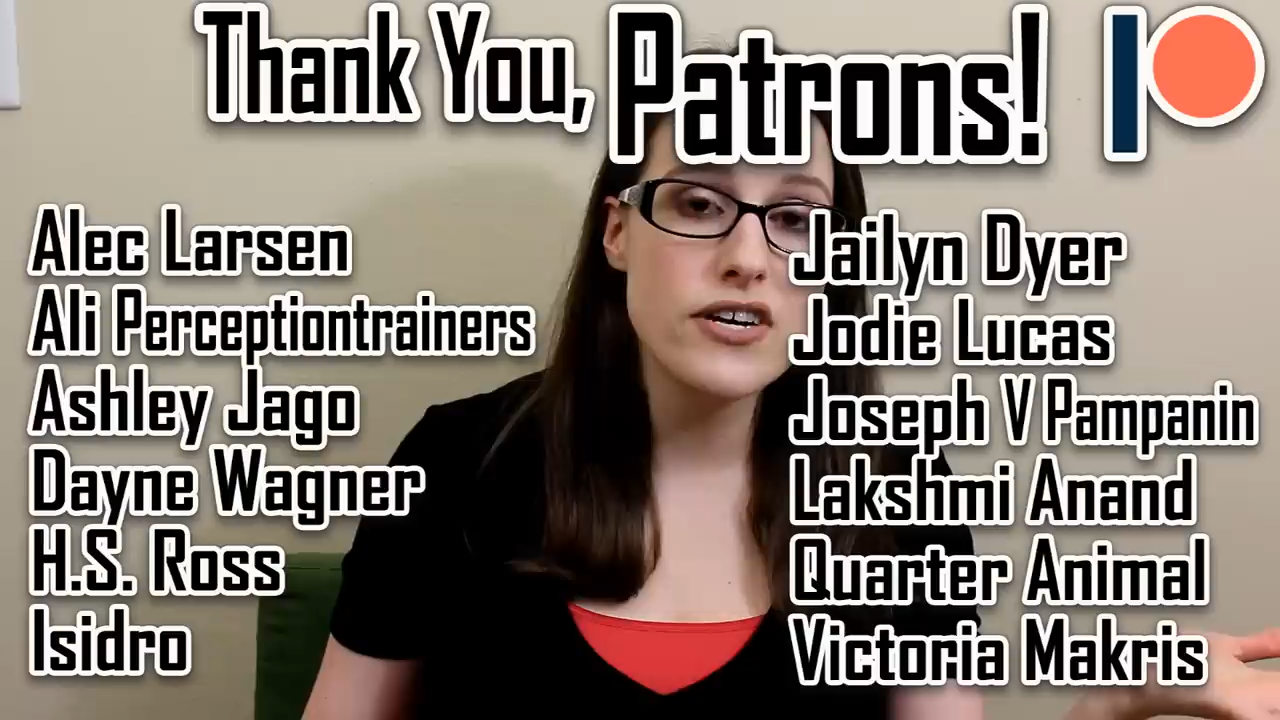 Thank You, Patrons!
Alec Larsen
Ali Perceptiontrainers
Ashley Jago
Dayne Wagner
H.S. Ross
Isidro
Jailyn Dyer
Jodie Lucas
Joseph V Pampanin
Lakshmi Anand
Quarter Animal
Victoria Makris